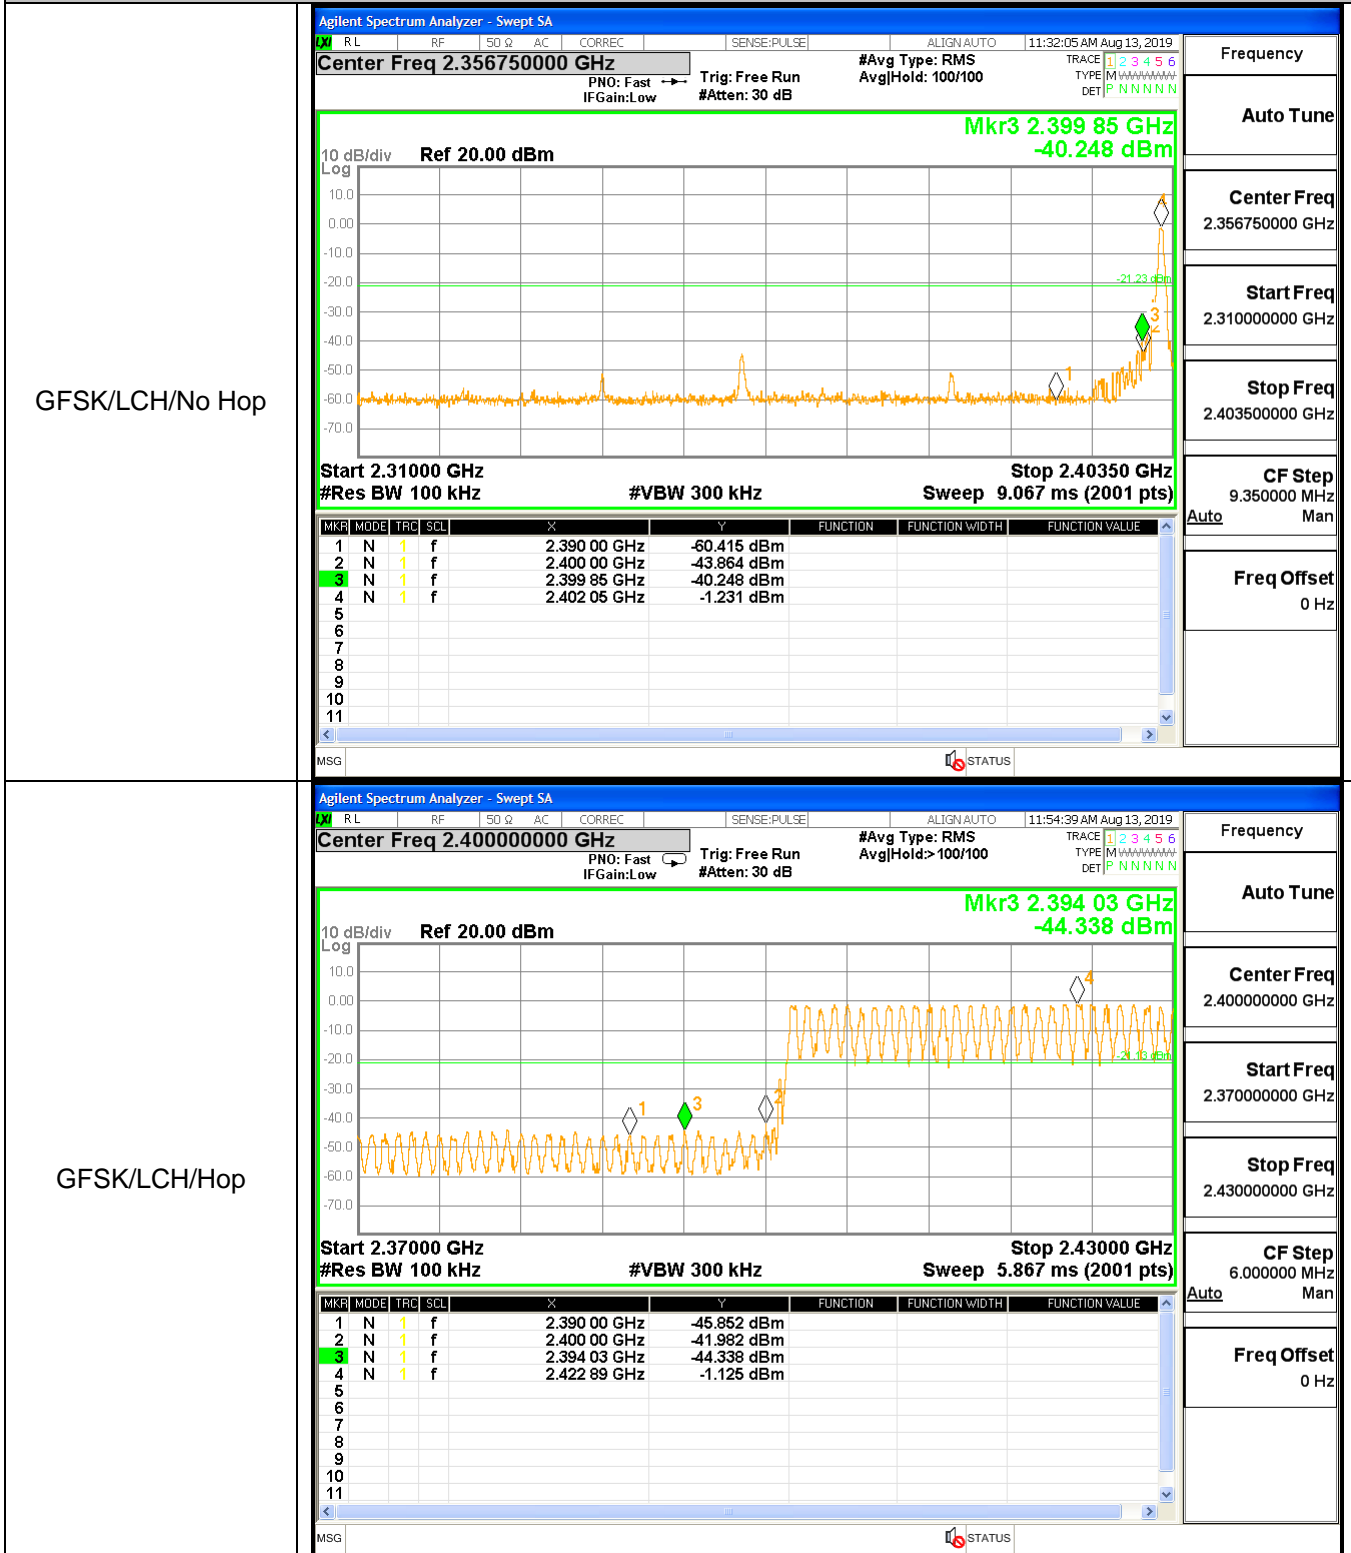 GFSK/LCH/No Hop
Agilent Spectrum Analyzer - Swept SA
LXI RL RF 50 Ω AC CORREC SENSE:PULSE ALIGN AUTO 11:32:05 AM Aug 13, 2019
Center Freq 2.356750000 GHz
PNO: Fast
IFGain:Low
Trig: Free Run
#Atten: 30 dB
#Avg Type: RMS
Avg|Hold: 100/100
TRACE 1 2 3 4 5 6
TYPE M
DET P N N N N N
Mkr3 2.399 85 GHz
-40.248 dBm
10 dB/div Ref 20.00 dBm
Log
10.0
0.00
-10.0
-20.0
-30.0
-40.0
-50.0
-60.0
-70.0
-21.23 dBm
4
3
2
1
Start 2.31000 GHz Stop 2.40350 GHz
#Res BW 100 kHz #VBW 300 kHz Sweep 9.067 ms (2001 pts)
MKR MODE TRC SCL X Y FUNCTION FUNCTION WIDTH FUNCTION VALUE
1 N 1 f 2.390 00 GHz -60.415 dBm
2 N 1 f 2.400 00 GHz -43.864 dBm
3 N 1 f 2.399 85 GHz -40.248 dBm
4 N 1 f 2.402 05 GHz -1.231 dBm
5
6
7
8
9
10
11
MSG STATUS
Frequency
Auto Tune
Center Freq
2.356750000 GHz
Start Freq
2.310000000 GHz
Stop Freq
2.403500000 GHz
CF Step
9.350000 MHz
Auto Man
Freq Offset
0 Hz
GFSK/LCH/Hop
Agilent Spectrum Analyzer - Swept SA
LXI RL RF 50 Ω AC CORREC SENSE:PULSE ALIGN AUTO 11:54:39 AM Aug 13, 2019
Center Freq 2.400000000 GHz
PNO: Fast
IFGain:Low
Trig: Free Run
#Atten: 30 dB
#Avg Type: RMS
Avg|Hold:>100/100
TRACE 1 2 3 4 5 6
TYPE M
DET P N N N N N
Mkr3 2.394 03 GHz
-44.338 dBm
10 dB/div Ref 20.00 dBm
Log
10.0
0.00
-10.0
-20.0
-30.0
-40.0
-50.0
-60.0
-70.0
4
-21.13 dBm
1
3
2
Start 2.37000 GHz Stop 2.43000 GHz
#Res BW 100 kHz #VBW 300 kHz Sweep 5.867 ms (2001 pts)
MKR MODE TRC SCL X Y FUNCTION FUNCTION WIDTH FUNCTION VALUE
1 N 1 f 2.390 00 GHz -45.852 dBm
2 N 1 f 2.400 00 GHz -41.982 dBm
3 N 1 f 2.394 03 GHz -44.338 dBm
4 N 1 f 2.422 89 GHz -1.125 dBm
5
6
7
8
9
10
11
MSG STATUS
Frequency
Auto Tune
Center Freq
2.400000000 GHz
Start Freq
2.370000000 GHz
Stop Freq
2.430000000 GHz
CF Step
6.000000 MHz
Auto Man
Freq Offset
0 Hz